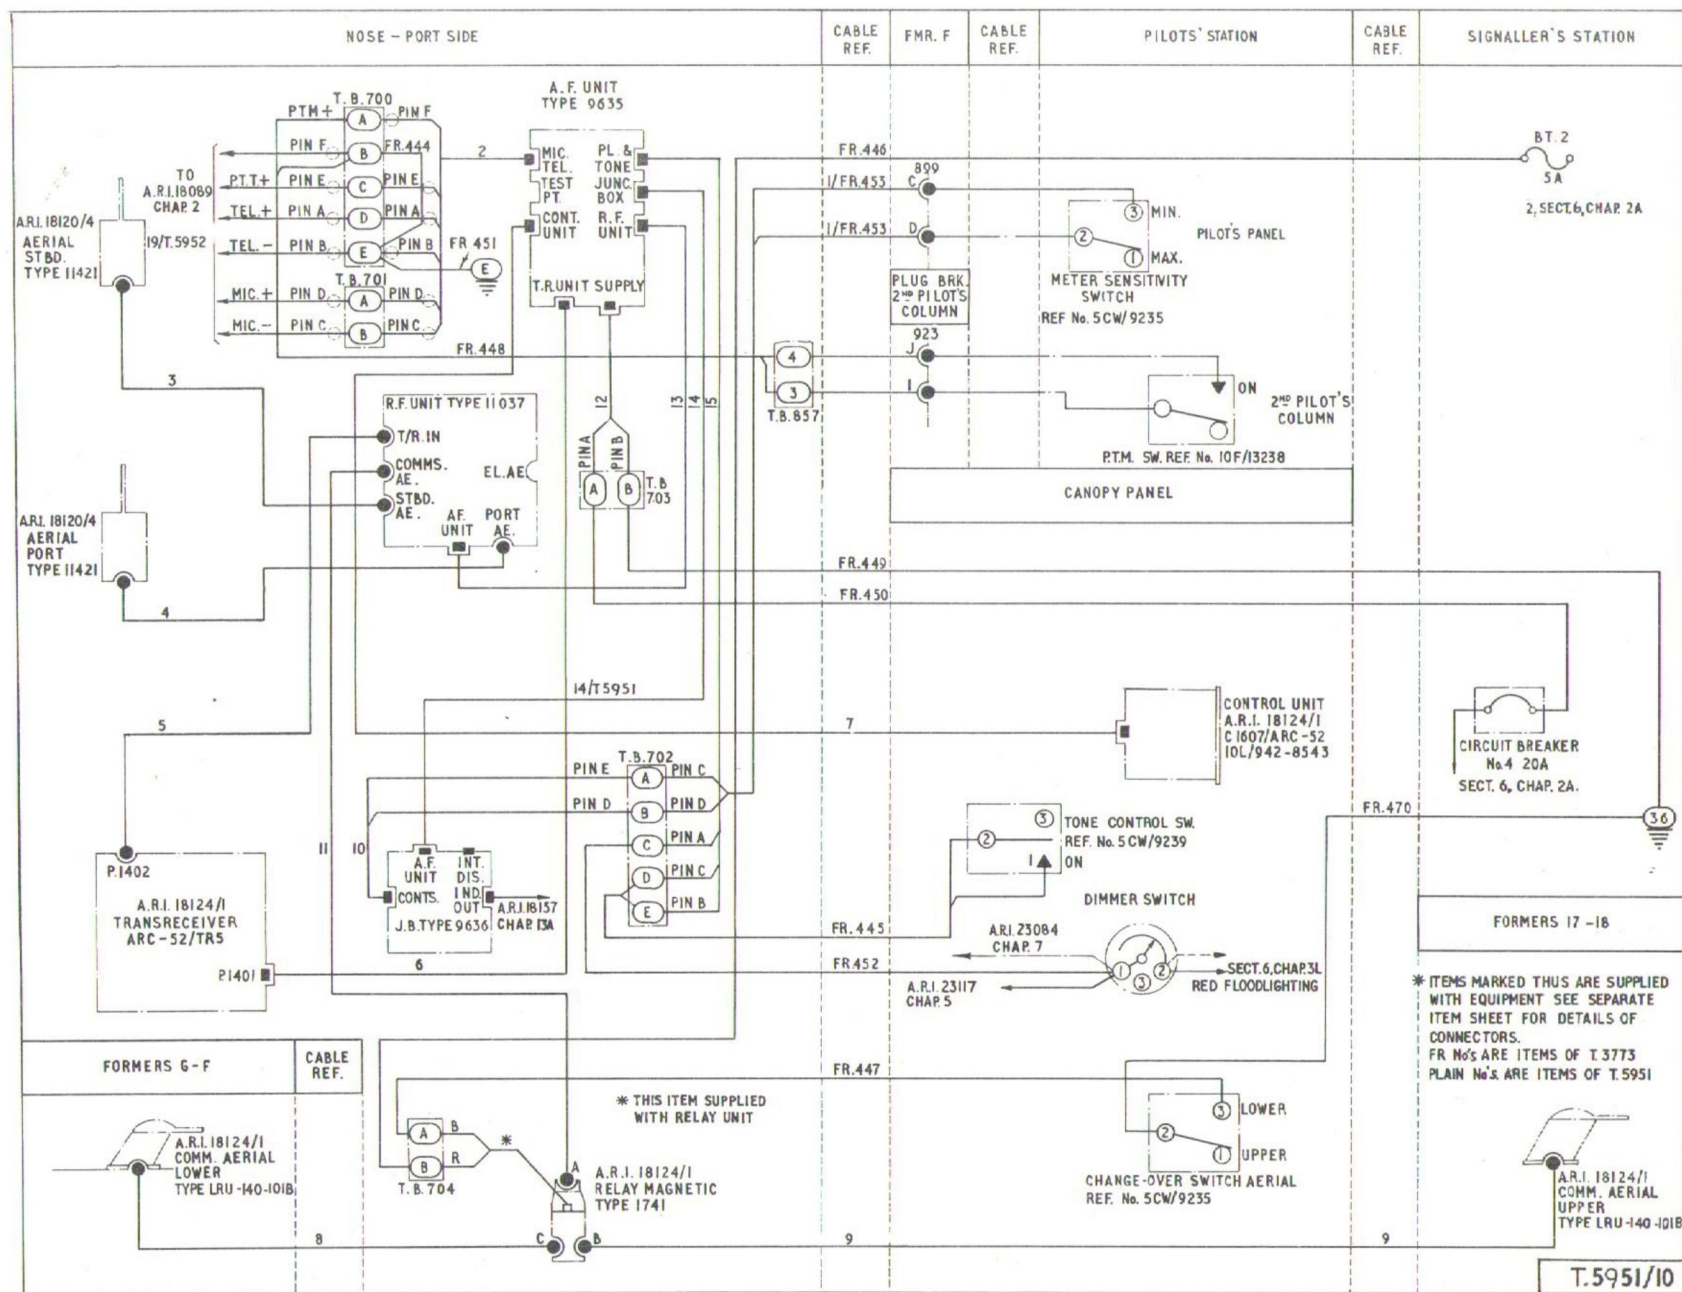 NOSE – PORT SIDE
CABLE
REF.
FMR. F
CABLE
REF.
PILOTS' STATION
CABLE
REF.
SIGNALLER'S STATION
T.B.700
PTM+
A
PIN F
PIN F
B
FR.444
TO
A.R.I.18089
CHAP. 2
P.T.T+
PIN E
C
PIN E
TEL.+
PIN A
D
PIN A
19/T.5952
TEL.-
PIN B
E
PIN B
FR 451
E
T.B.701
MIC.+
PIN D
A
PIN D
MIC.-
PIN C
B
PIN C
2
A.R.I. 18120/4
AERIAL
STBD.
TYPE 11421
3
A.F. UNIT
TYPE 9635
MIC.
TEL.
TEST
PT.
CONT.
UNIT
PL. &
TONE
JUNC.
BOX
R.F.
UNIT
T.R.UNIT
SUPPLY
FR.446
1/FR.453
899
C
1/FR.453
D
PLUG BRK.
2ND PILOT'S
COLUMN
923
J
I
3
MIN.
2
1
MAX.
PILOT'S PANEL
METER SENSITIVITY
SWITCH
REF No. 5CW/9235
BT. 2
5A
2, SECT.6, CHAP. 2A
FR.448
4
3
T.B.857
ON
2ND PILOT'S
COLUMN
P.T.M. SW. REF. No. 10F/13238
CANOPY PANEL
R.F. UNIT TYPE 11037
T/R. IN
COMMS.
AE.
STBD.
AE.
EL.AE.
AF.
UNIT
PORT
AE.
12
13
14
15
PIN A
PIN B
A
B
T.B
703
A.R.I. 18120/4
AERIAL
PORT
TYPE 11421
4
FR.449
FR.450
5
14/T5951
7
CONTROL UNIT
A.R.I. 18124/1
C 1607/ARC-52
10L/942-8543
CIRCUIT BREAKER
No.4 20A
SECT. 6, CHAP. 2A.
FR.470
36
T.B.702
PIN E
A
PIN C
PIN D
B
PIN D
C
PIN A
D
PIN C
E
PIN B
11
10
3
TONE CONTROL SW.
2
REF. No. 5CW/9239
1
ON
P.1402
A.R.I. 18124/1
TRANSRECEIVER
ARC-52/TR5
P1401
6
A.F.
UNIT
INT.
DIS.
IND.
OUT
CONTS.
J.B.TYPE 9636
A.R.I.18157
CHAP. 13A
FR.445
FR.452
DIMMER SWITCH
A.R.I. 23084
CHAP. 7
1
2
3
A.R.I. 23117
CHAP. 5
SECT.6,CHAP.3L
RED FLOODLIGHTING
FORMERS 17 -18
* ITEMS MARKED THUS ARE SUPPLIED
WITH EQUIPMENT SEE SEPARATE
ITEM SHEET FOR DETAILS OF
CONNECTORS.
FR No's ARE ITEMS OF T.3773
PLAIN No's. ARE ITEMS OF T.5951
FORMERS G-F
CABLE
REF.
FR.447
* THIS ITEM SUPPLIED
WITH RELAY UNIT
A
B
*
B
R
T.B.704
A
A.R.I. 18124/1
RELAY MAGNETIC
TYPE 1741
C
B
3
LOWER
2
1
UPPER
CHANGE-OVER SWITCH AERIAL
REF. No. 5CW/9235
A.R.I. 18124/1
COMM. AERIAL
LOWER
TYPE LRU-140-101B
A.R.I. 18124/1
COMM. AERIAL
UPPER
TYPE LRU-140-101B
8
9
9
T.5951/10